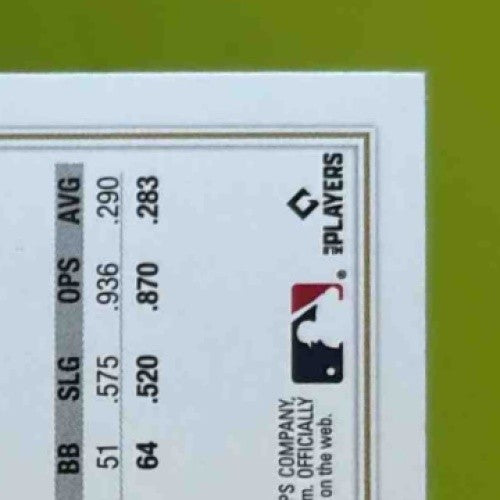 BB SLG OPS AVG
51 .575 .936 .290
64 .520 .870 .283
PS COMPANY,
m. OFFICIALLY
on the web.
® MLB PLAYERS